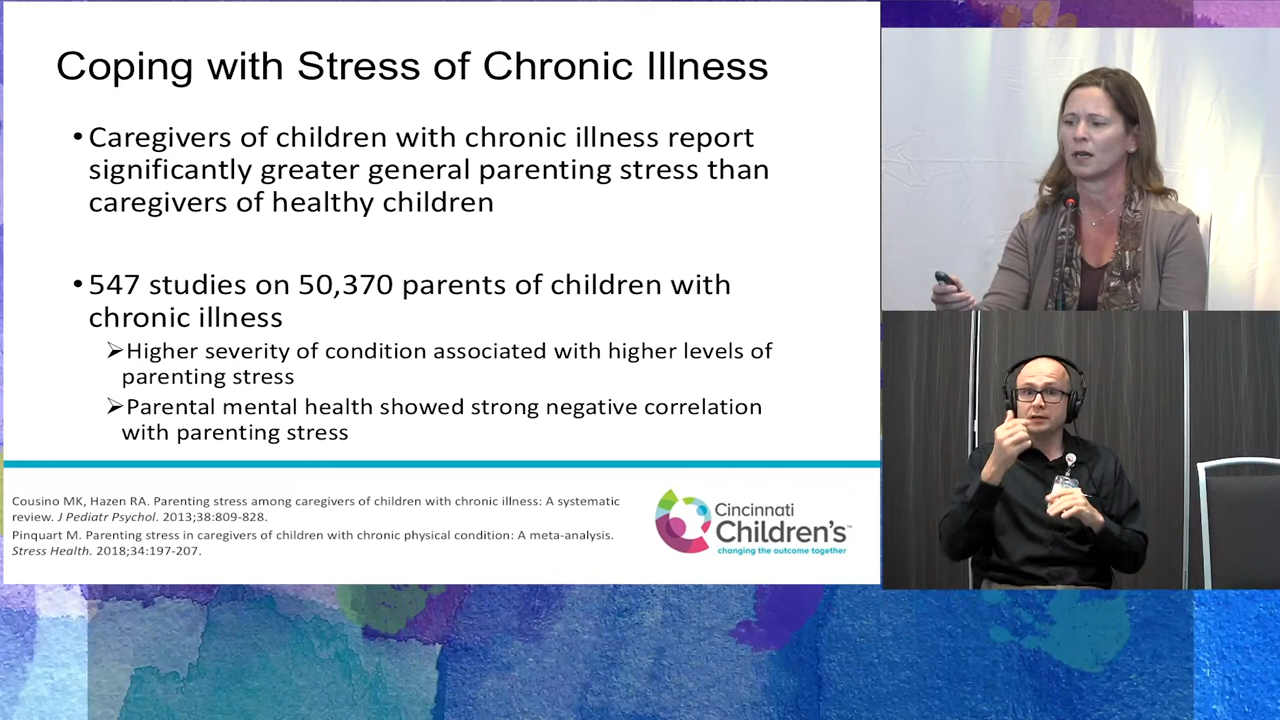 Coping with Stress of Chronic Illness
• Caregivers of children with chronic illness report
significantly greater general parenting stress than
caregivers of healthy children
• 547 studies on 50,370 parents of children with
chronic illness
➢Higher severity of condition associated with higher levels of
parenting stress
➢Parental mental health showed strong negative correlation
with parenting stress
Cousino MK, Hazen RA. Parenting stress among caregivers of children with chronic illness: A systematic
review. J Pediatr Psychol. 2013;38:809-828.
Pinquart M. Parenting stress in caregivers of children with chronic physical condition: A meta-analysis.
Stress Health. 2018;34:197-207.
Cincinnati
Children's™
changing the outcome together